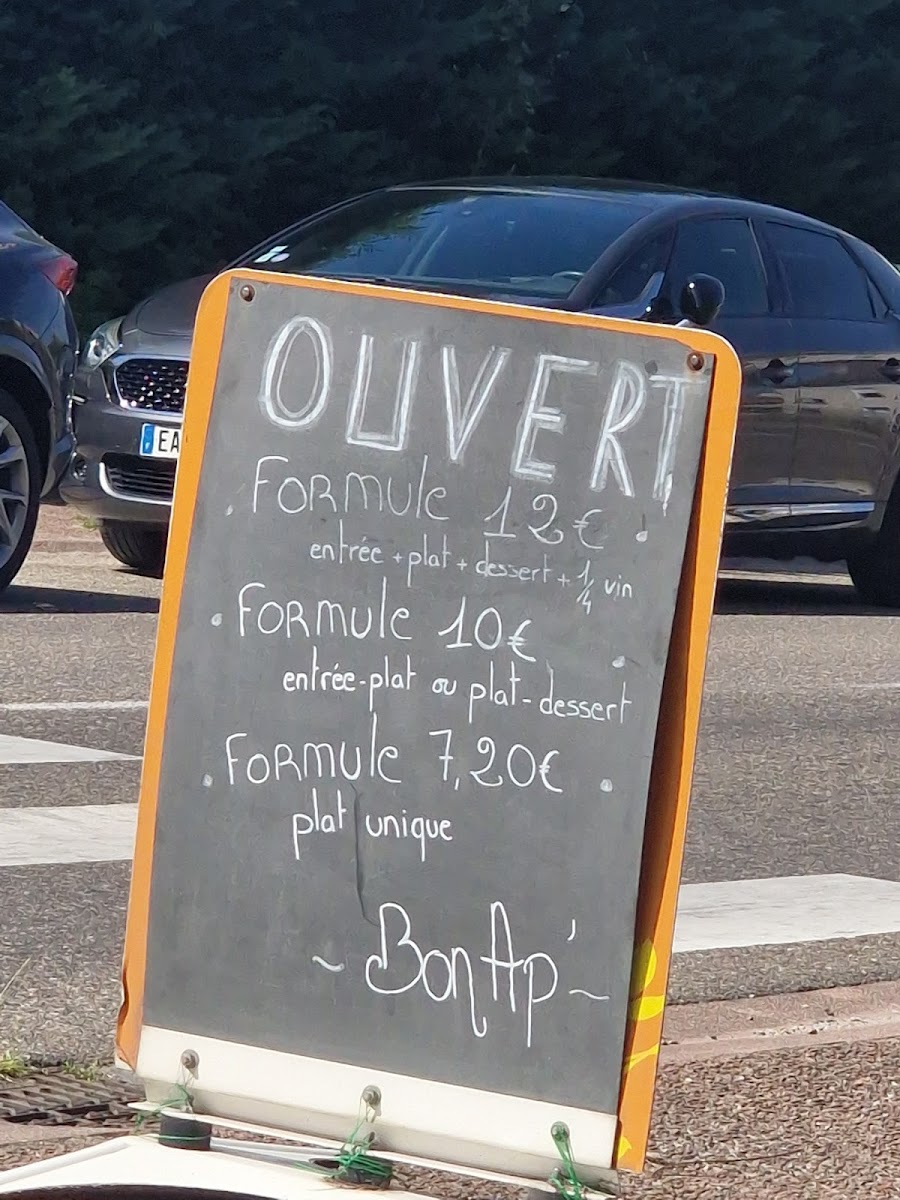 OUVERT
Formule 12€
entrée + plat + dessert + 1/4 vin
Formule 10€
entrée-plat ou plat-dessert
Formule 7,20€
plat unique
~ Bon Ap' ~
EA